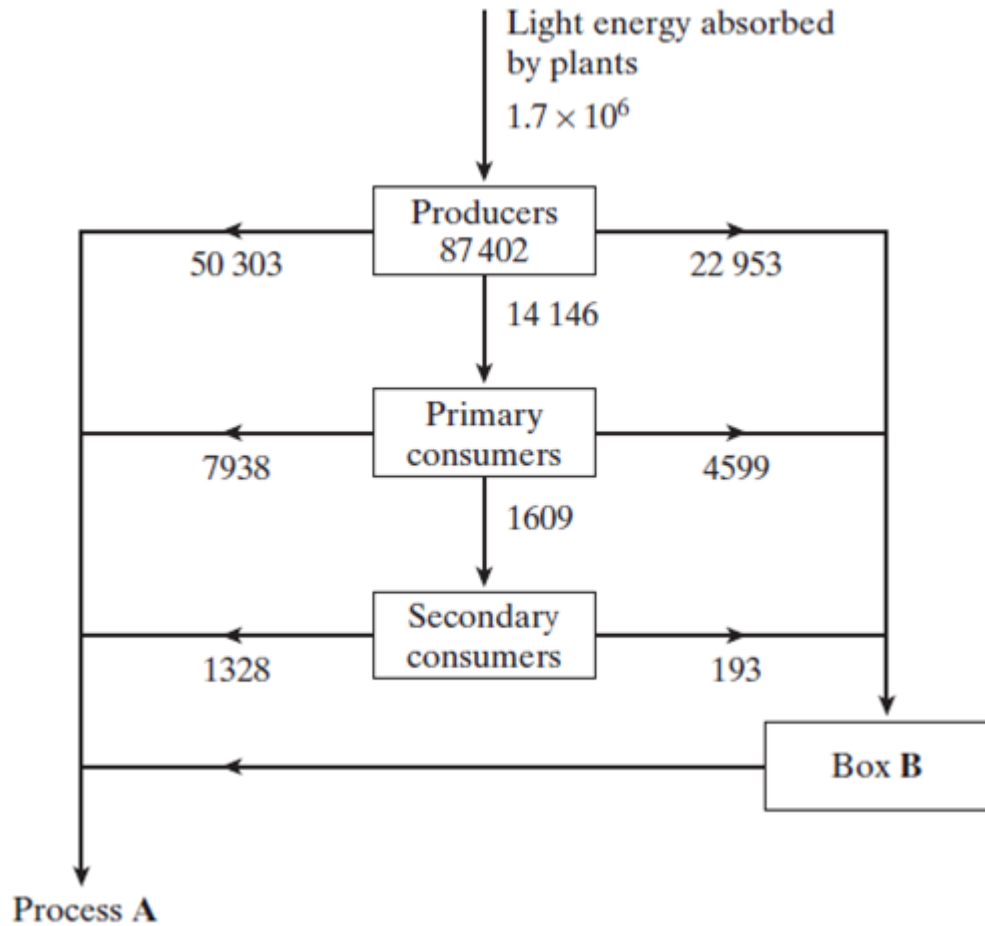 Light energy absorbed
by plants
1.7 × 10⁶
Producers
87 402
50 303
22 953
14 146
Primary
consumers
7938
4599
1609
Secondary
consumers
1328
193
Box B
Process A